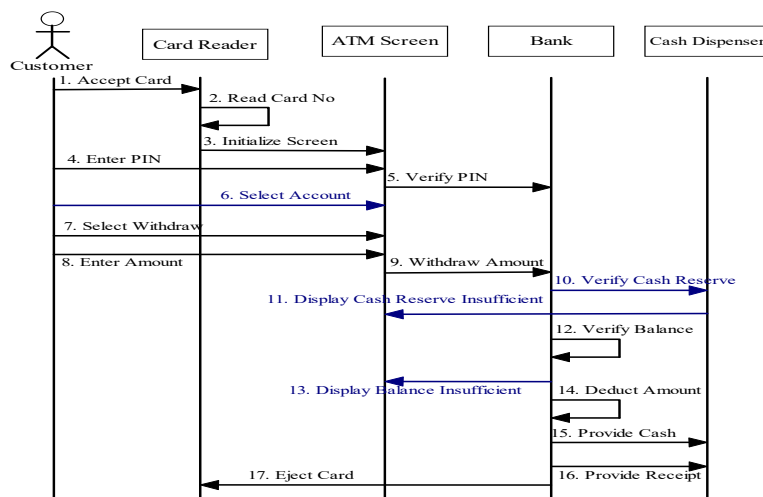 Customer
Card Reader
ATM Screen
Bank
Cash Dispenser
1. Accept Card
2. Read Card No
3. Initialize Screen
4. Enter PIN
5. Verify PIN
6. Select Account
7. Select Withdraw
8. Enter Amount
9. Withdraw Amount
10. Verify Cash Reserve
11. Display Cash Reserve Insufficient
12. Verify Balance
13. Display Balance Insufficient
14. Deduct Amount
15. Provide Cash
16. Provide Receipt
17. Eject Card